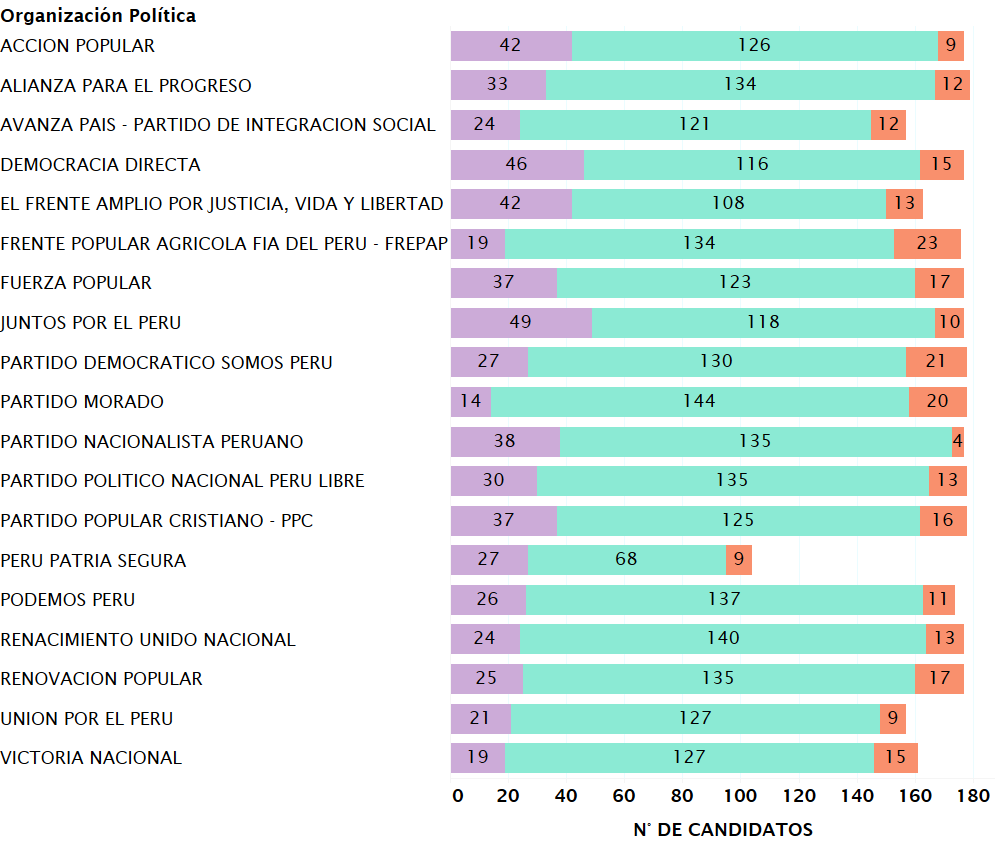 Organización Política
ACCION POPULAR 42 126 9
ALIANZA PARA EL PROGRESO 33 134 12
AVANZA PAIS - PARTIDO DE INTEGRACION SOCIAL 24 121 12
DEMOCRACIA DIRECTA 46 116 15
EL FRENTE AMPLIO POR JUSTICIA, VIDA Y LIBERTAD 42 108 13
FRENTE POPULAR AGRICOLA FIA DEL PERU - FREPAP 19 134 23
FUERZA POPULAR 37 123 17
JUNTOS POR EL PERU 49 118 10
PARTIDO DEMOCRATICO SOMOS PERU 27 130 21
PARTIDO MORADO 14 144 20
PARTIDO NACIONALISTA PERUANO 38 135 4
PARTIDO POLITICO NACIONAL PERU LIBRE 30 135 13
PARTIDO POPULAR CRISTIANO - PPC 37 125 16
PERU PATRIA SEGURA 27 68 9
PODEMOS PERU 26 137 11
RENACIMIENTO UNIDO NACIONAL 24 140 13
RENOVACION POPULAR 25 135 17
UNION POR EL PERU 21 127 9
VICTORIA NACIONAL 19 127 15
0 20 40 60 80 100 120 140 160 180
N° DE CANDIDATOS